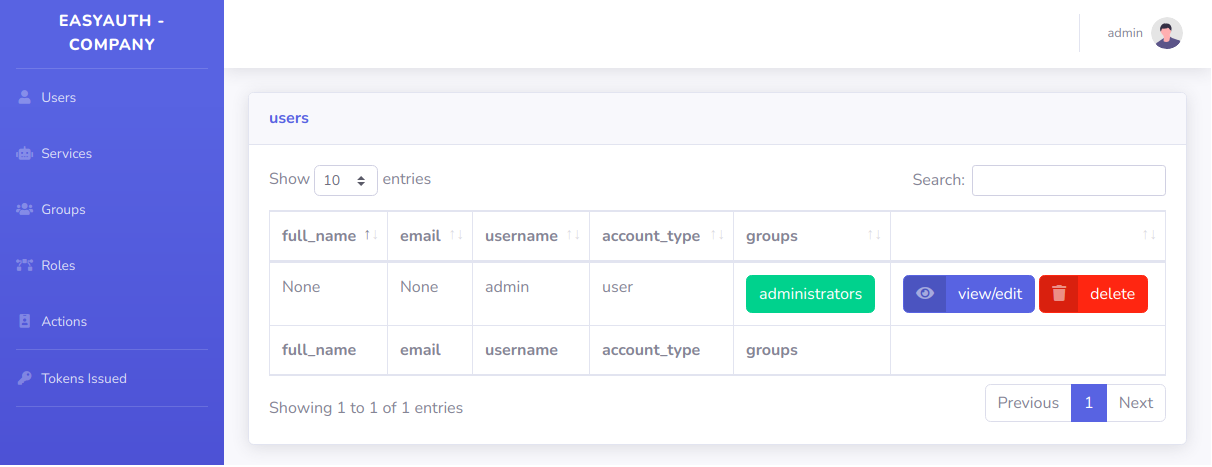 EASYAUTH -
COMPANY
Users
Services
Groups
Roles
Actions
Tokens Issued
admin
users
Show 10 entries
Search:
full_name email username account_type groups
None None admin user administrators view/edit delete
full_name email username account_type groups
Showing 1 to 1 of 1 entries
Previous 1 Next